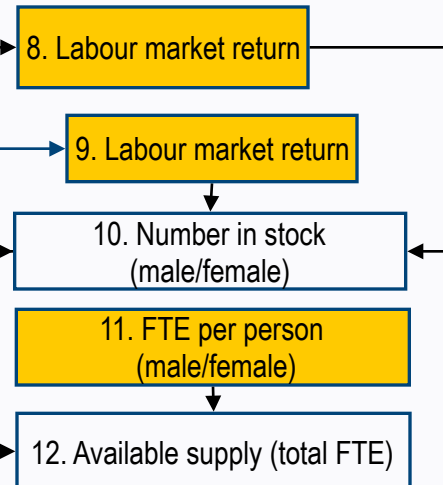 8. Labour market return
9. Labour market return
10. Number in stock
(male/female)
11. FTE per person
(male/female)
12. Available supply (total FTE)